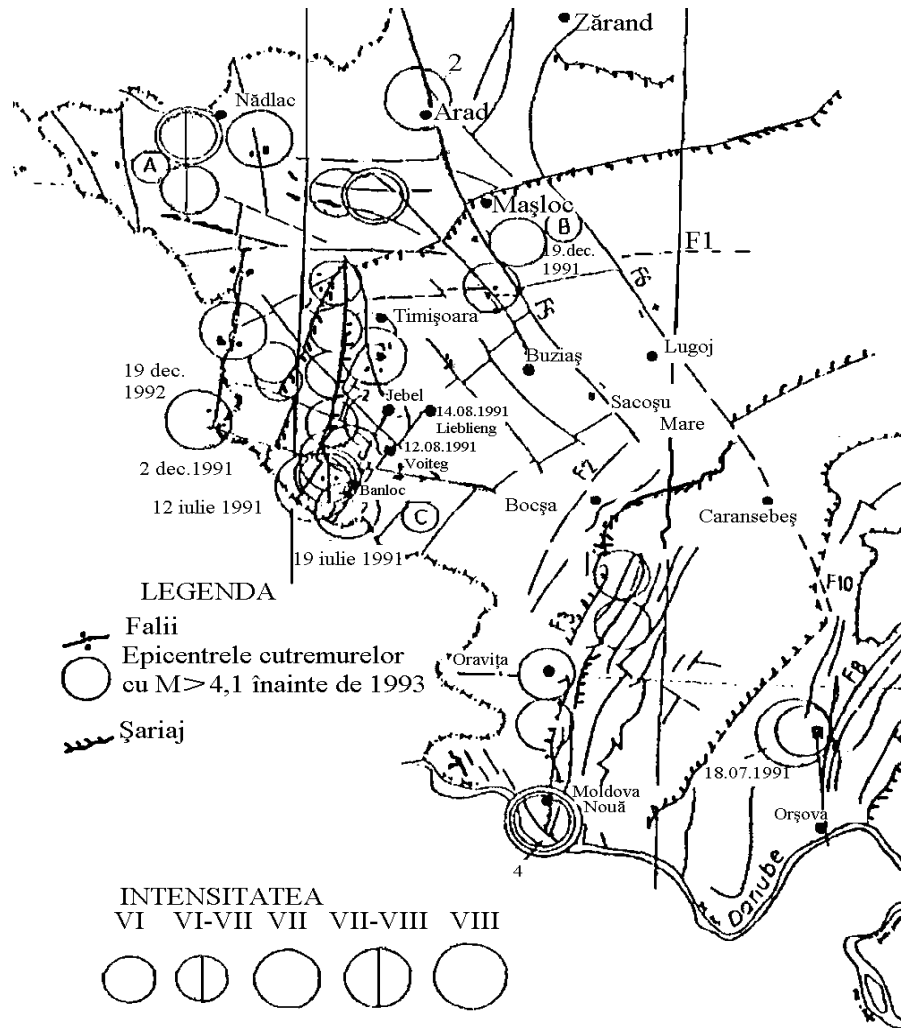 Zărand
2
Nădlac
Arad
A
Maşloc
B
19.dec.
1991
F1
F6
F5
Timişoara
Lugoj
Buziaş
19 dec.
1992
Jebel
14.08.1991
Lieblieng
Sacoşu
Mare
12.08.1991
Voiteg
2 dec.1991
F2
Banloc
12 iulie 1991
Bocşa
Caransebeş
C
19 iulie 1991
LEGENDA
F10
Falii
F3
Epicentrele cutremurelor
cu M>4,1 înainte de 1993
Oraviţa
F8
Şariaj
18.07.1991
Moldova
Nouă
Orşova
4
Danube
INTENSITATEA
VI VI-VII VII VII-VIII VIII